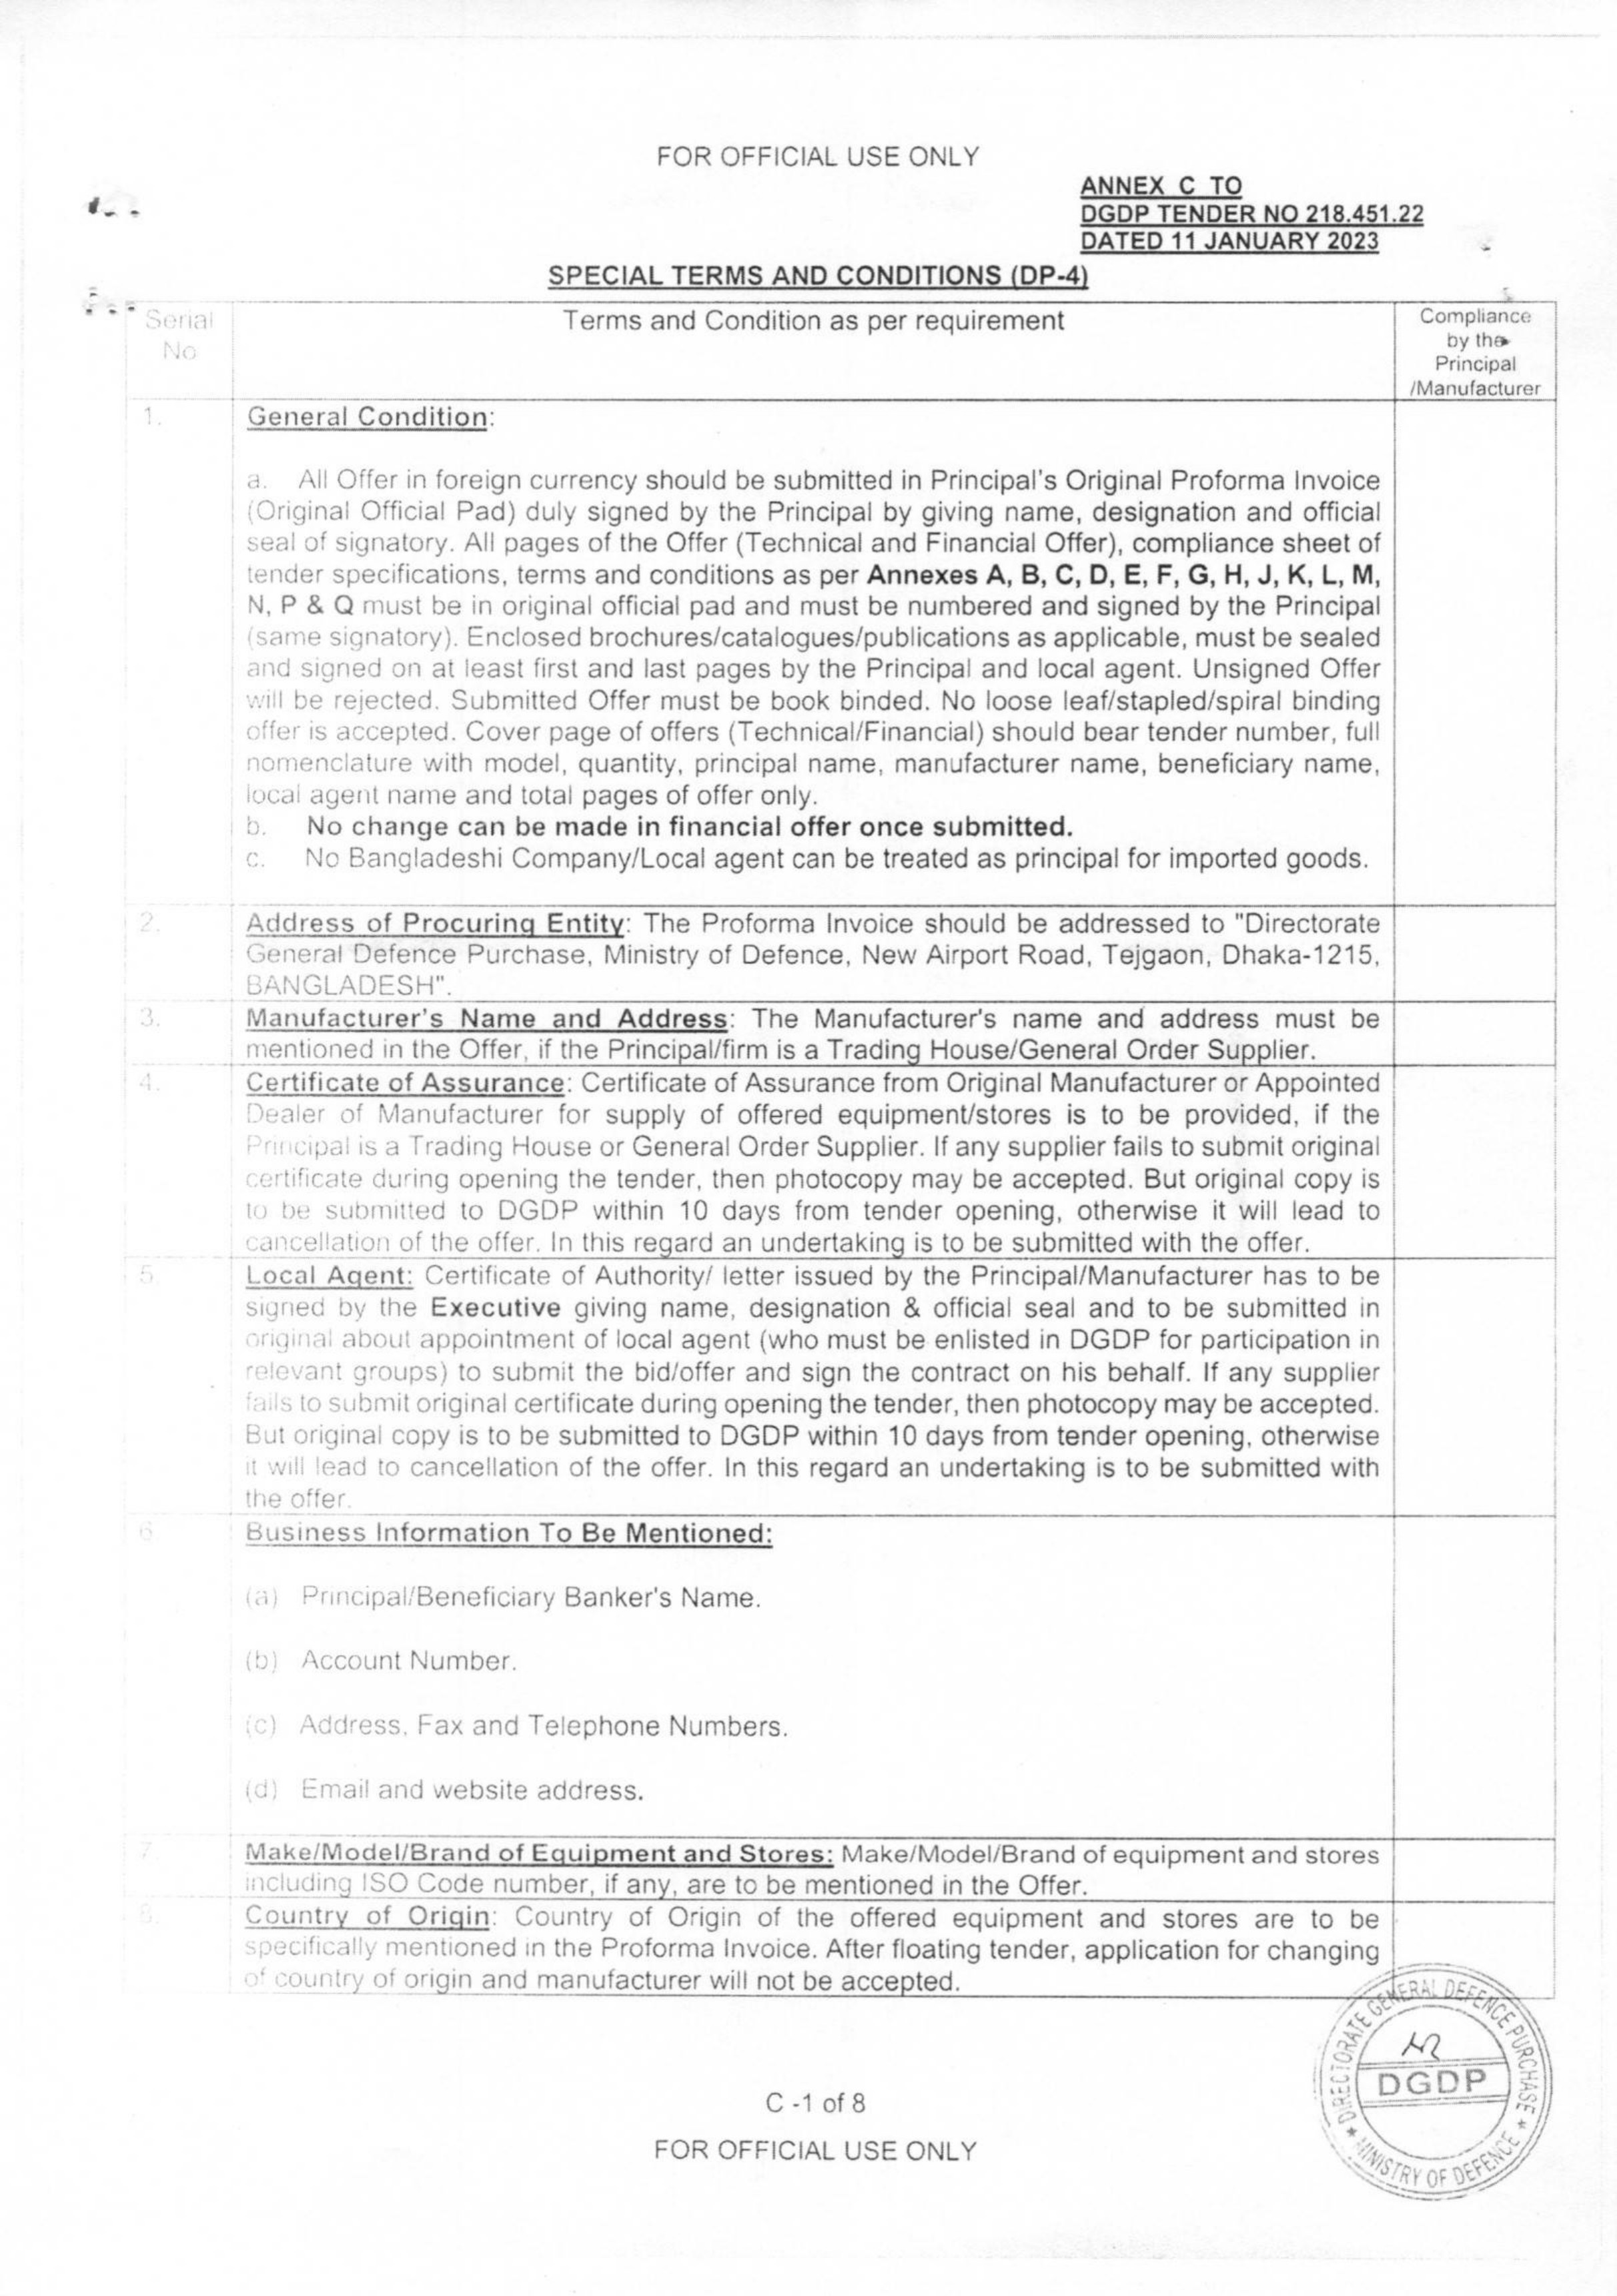 FOR OFFICIAL USE ONLY
ANNEX C TO
DGDP TENDER NO 218.451.22
DATED 11 JANUARY 2023
SPECIAL TERMS AND CONDITIONS (DP-4)
Serial No
Terms and Condition as per requirement
Compliance
by the
Principal
/Manufacturer
1. General Condition:
a. All Offer in foreign currency should be submitted in Principal's Original Proforma Invoice
(Original Official Pad) duly signed by the Principal by giving name, designation and official
seal of signatory. All pages of the Offer (Technical and Financial Offer), compliance sheet of
tender specifications, terms and conditions as per Annexes A, B, C, D, E, F, G, H, J, K, L, M,
N, P & Q must be in original official pad and must be numbered and signed by the Principal
(same signatory). Enclosed brochures/catalogues/publications as applicable, must be sealed
and signed on at least first and last pages by the Principal and local agent. Unsigned Offer
will be rejected. Submitted Offer must be book binded. No loose leaf/stapled/spiral binding
offer is accepted. Cover page of offers (Technical/Financial) should bear tender number, full
nomenclature with model, quantity, principal name, manufacturer name, beneficiary name,
local agent name and total pages of offer only.
b. No change can be made in financial offer once submitted.
c. No Bangladeshi Company/Local agent can be treated as principal for imported goods.
2. Address of Procuring Entity: The Proforma Invoice should be addressed to "Directorate
General Defence Purchase, Ministry of Defence, New Airport Road, Tejgaon, Dhaka-1215,
BANGLADESH".
3. Manufacturer's Name and Address: The Manufacturer's name and address must be
mentioned in the Offer, if the Principal/firm is a Trading House/General Order Supplier.
4. Certificate of Assurance: Certificate of Assurance from Original Manufacturer or Appointed
Dealer of Manufacturer for supply of offered equipment/stores is to be provided, if the
Principal is a Trading House or General Order Supplier. If any supplier fails to submit original
certificate during opening the tender, then photocopy may be accepted. But original copy is
to be submitted to DGDP within 10 days from tender opening, otherwise it will lead to
cancellation of the offer. In this regard an undertaking is to be submitted with the offer.
5. Local Agent: Certificate of Authority/ letter issued by the Principal/Manufacturer has to be
signed by the Executive giving name, designation & official seal and to be submitted in
original about appointment of local agent (who must be enlisted in DGDP for participation in
relevant groups) to submit the bid/offer and sign the contract on his behalf. If any supplier
fails to submit original certificate during opening the tender, then photocopy may be accepted.
But original copy is to be submitted to DGDP within 10 days from tender opening, otherwise
it will lead to cancellation of the offer. In this regard an undertaking is to be submitted with
the offer.
6 Business Information To Be Mentioned:
(a) Principal/Beneficiary Banker's Name.
(b) Account Number.
(c) Address, Fax and Telephone Numbers.
(d) Email and website address.
7. Make/Model/Brand of Equipment and Stores: Make/Model/Brand of equipment and stores
including ISO Code number, if any, are to be mentioned in the Offer.
8. Country of Origin: Country of Origin of the offered equipment and stores are to be
specifically mentioned in the Proforma Invoice. After floating tender, application for changing
of country of origin and manufacturer will not be accepted.
DIRECTORATE GENERAL DEFENCE PURCHASE
DGDP
MINISTRY OF DEFENCE
C -1 of 8
FOR OFFICIAL USE ONLY